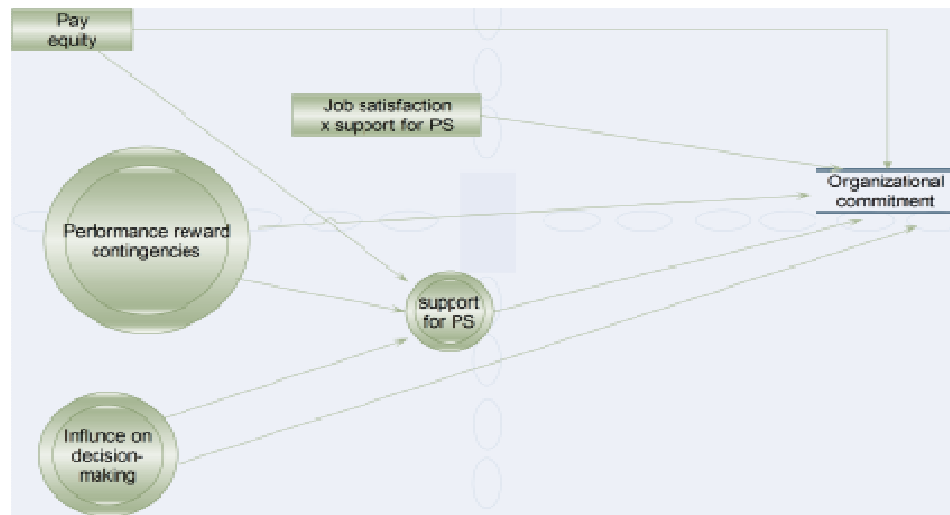 Pay
equity
Job satisfaction
x support for PS
Organizational
commitment
Performance reward
contingencies
support
for PS
Influnce on
decision-
making